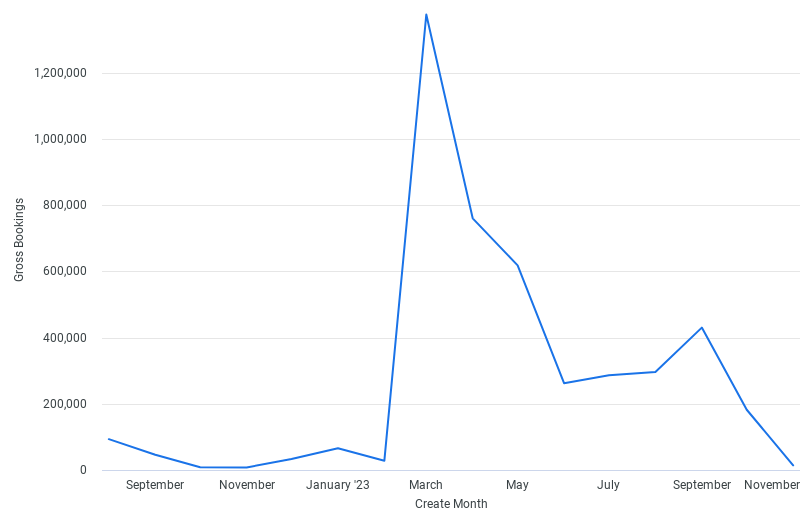 1,200,000
1,000,000
800,000
600,000
400,000
200,000
0
Gross Bookings
September November January '23 March May July September November
Create Month